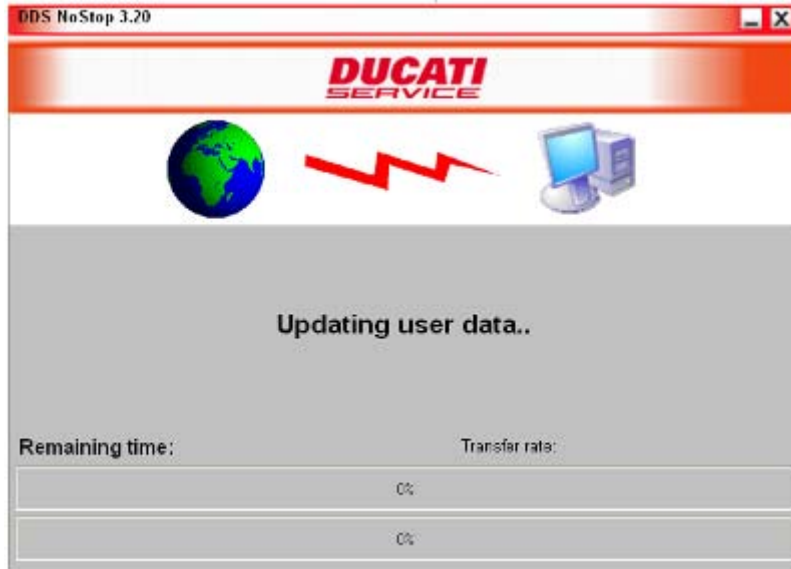 DDS NoStop 3.20
DUCATI
SERVICE
Updating user data..
Remaining time: Transfer rate:
0%
0%